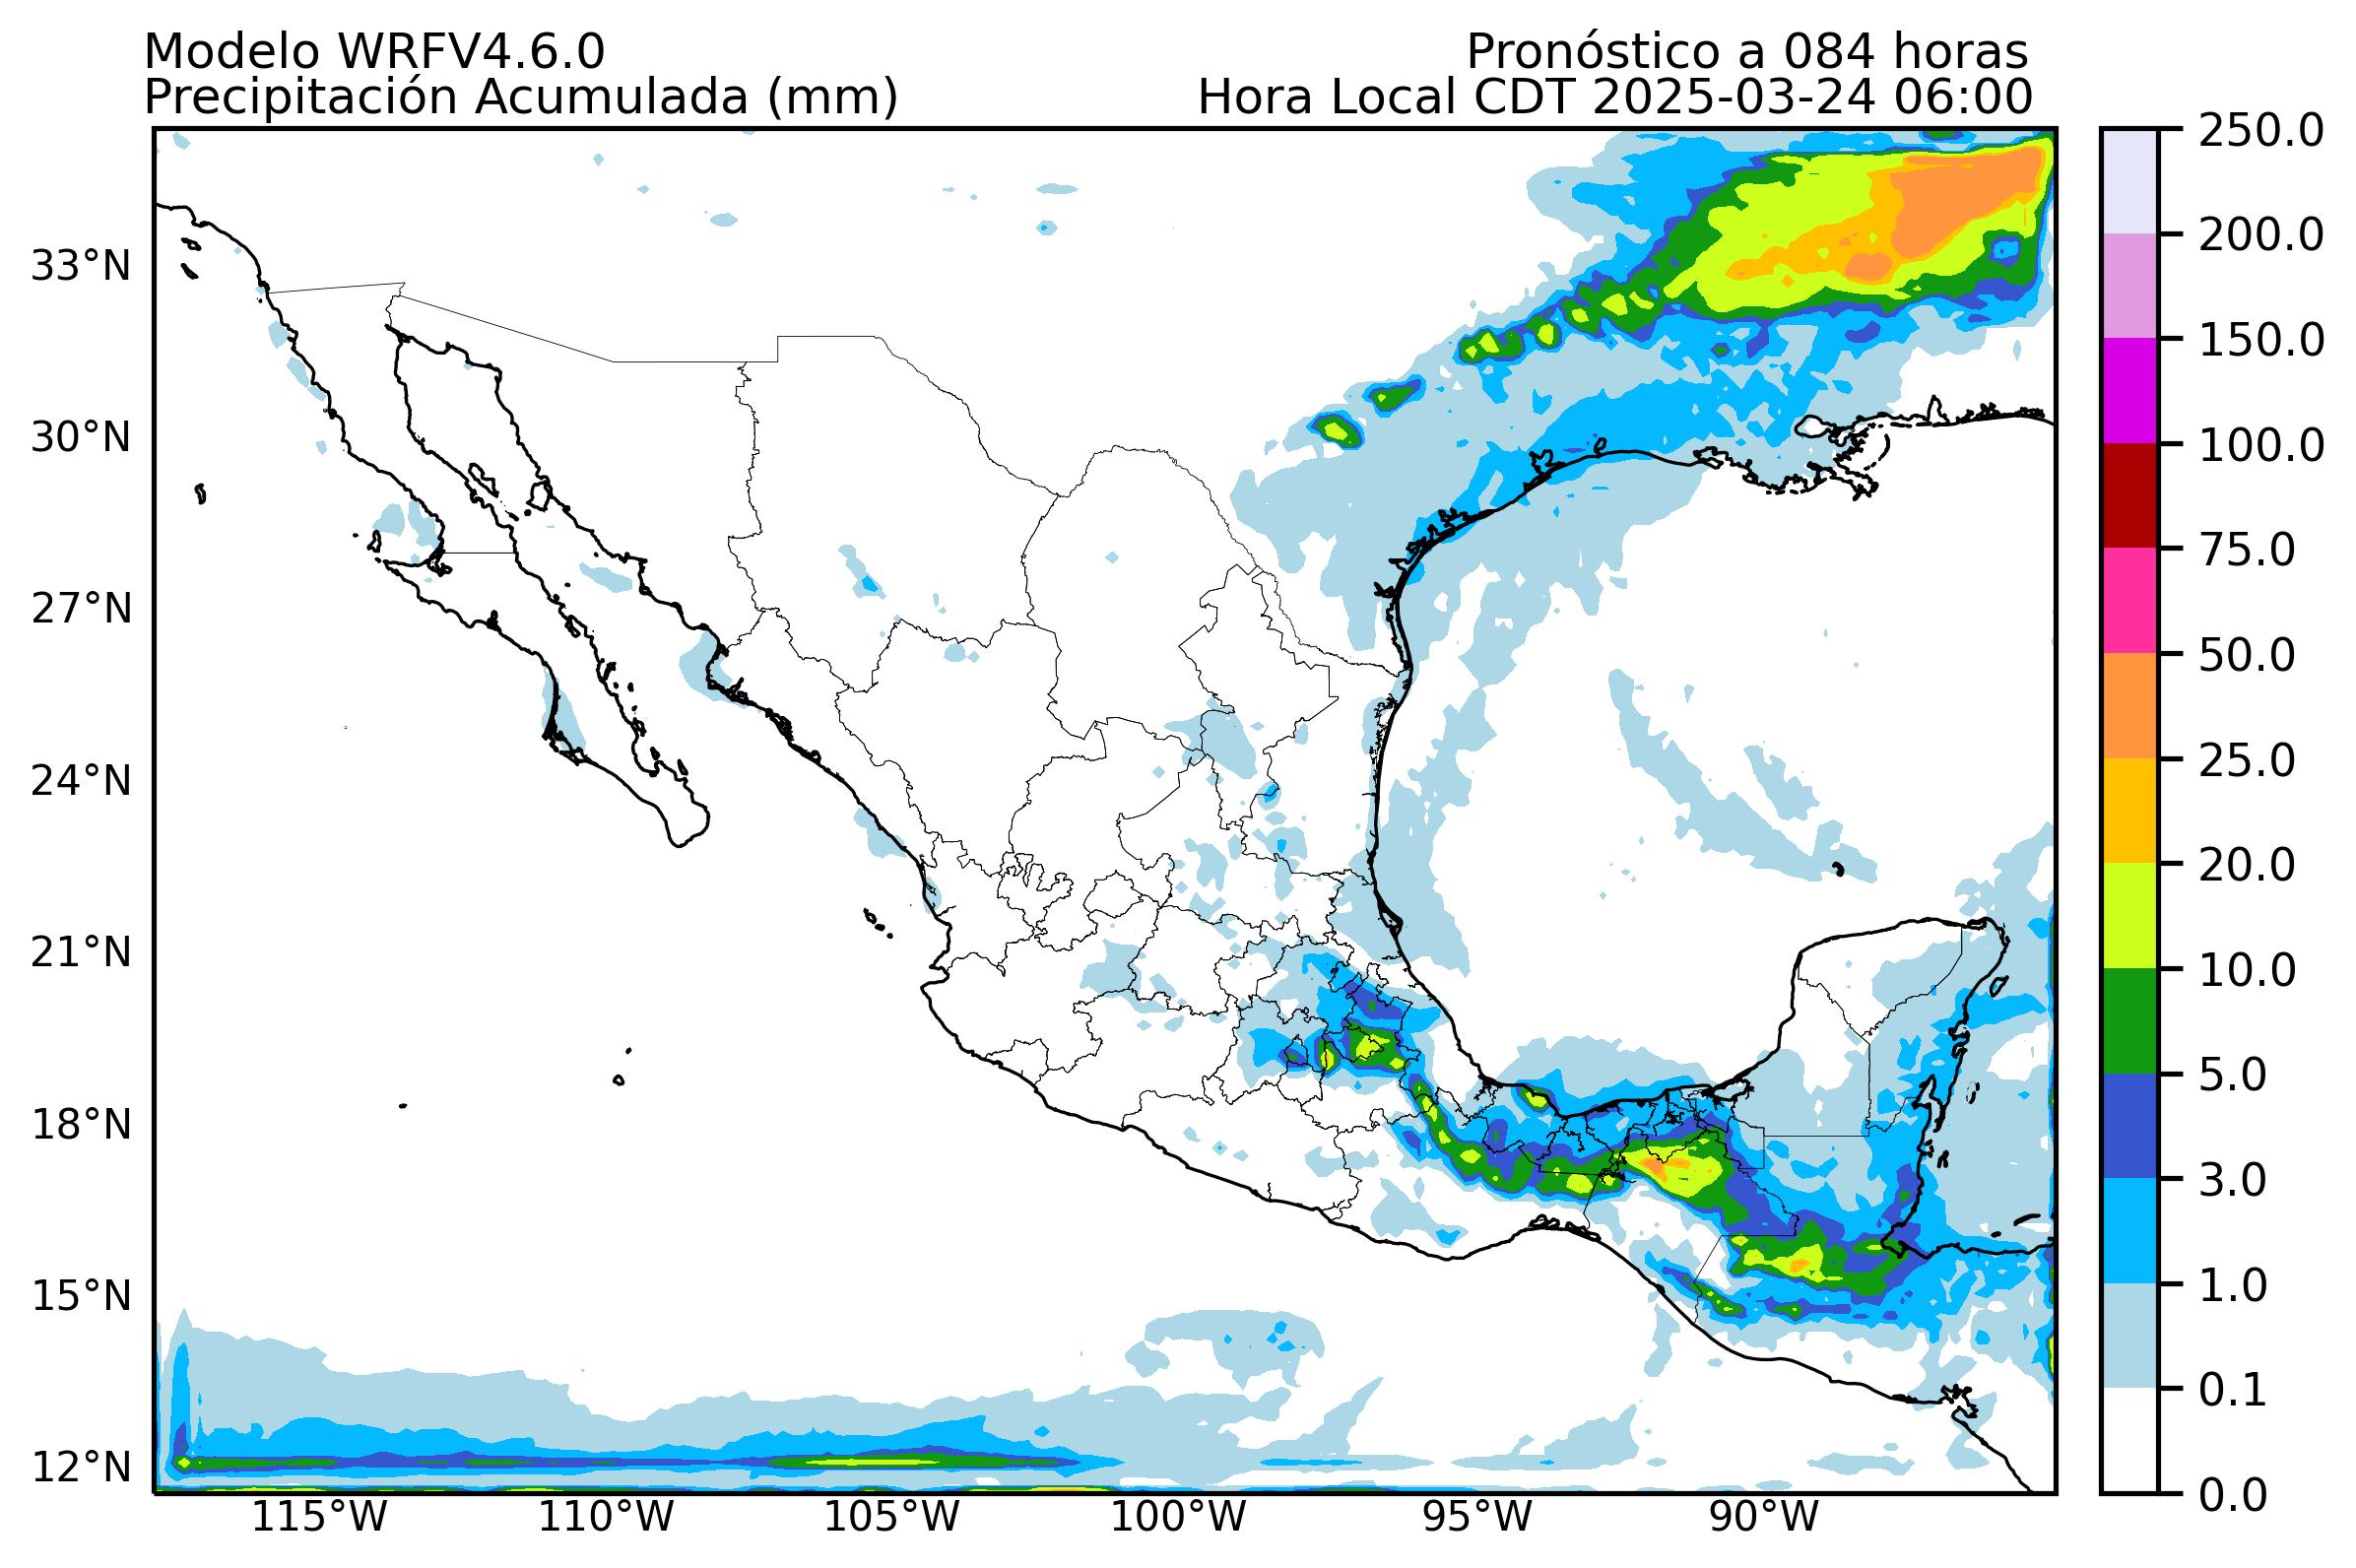 Modelo WRFV4.6.0 Pronóstico a 084 horas
Precipitación Acumulada (mm) Hora Local CDT 2025-03-24 06:00
250.0
200.0
150.0
100.0
75.0
50.0
25.0
20.0
10.0
5.0
3.0
1.0
0.1
0.0
33°N
30°N
27°N
24°N
21°N
18°N
15°N
12°N
115°W 110°W 105°W 100°W 95°W 90°W